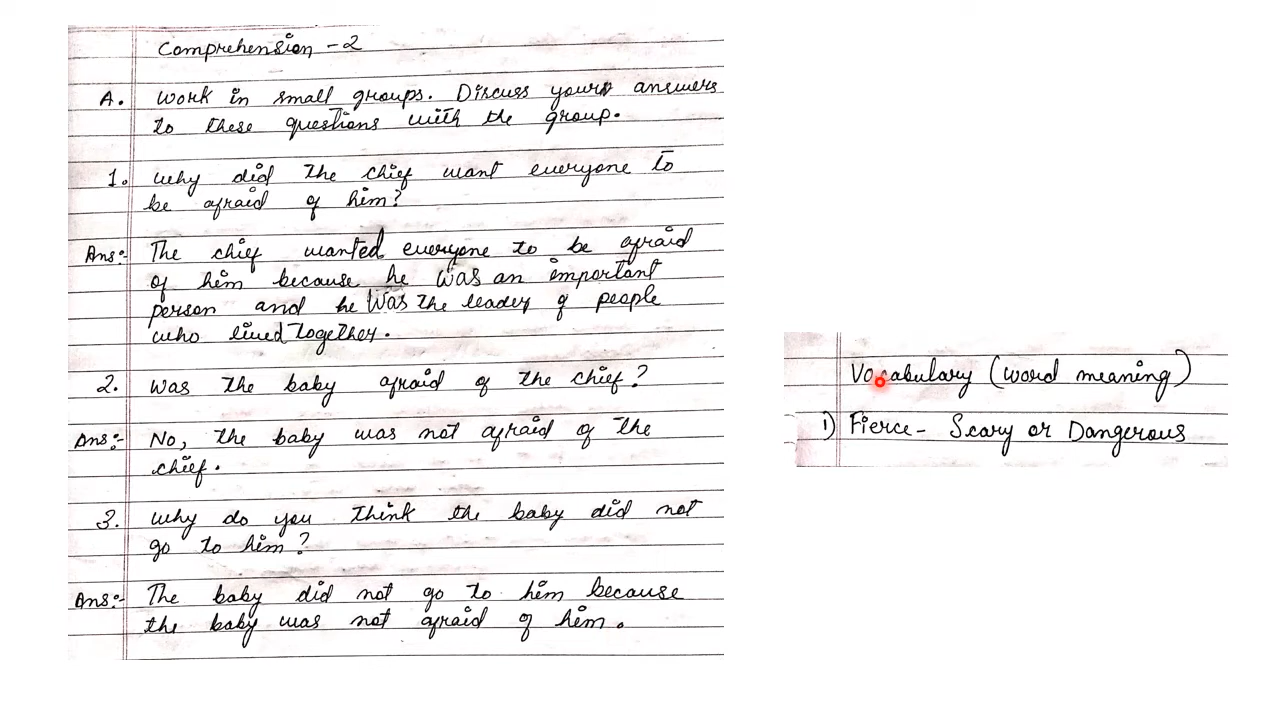 Comprehension - 2
A. Work in small groups. Discuss your answers
to these questions with the group.
1. Why did the chief want everyone to
be afraid of him?
Ans:- The chief wanted everyone to be afraid
of him because he was an important
person and he was the leader of people
who lived together.
2. Was the baby afraid of the chief?
Ans:- No, the baby was not afraid of the
chief.
3. Why do you think the baby did not
go to him?
Ans:- The baby did not go to him because
the baby was not afraid of him.
Vocabulary (word meaning)
1) Fierce - Scary or Dangerous